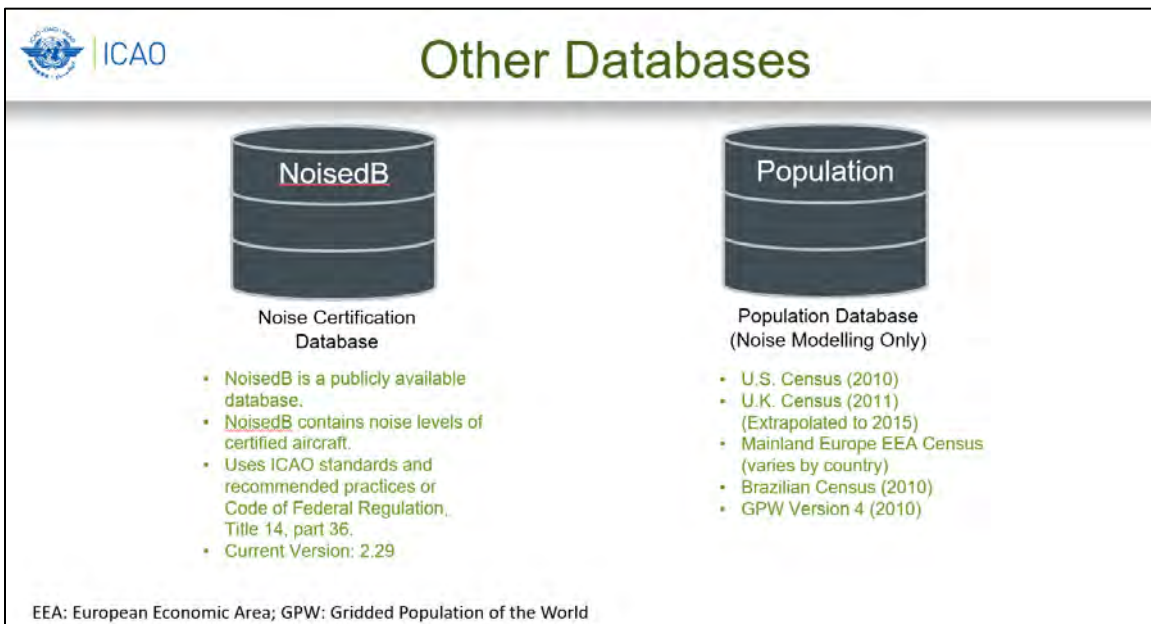 ICAO
Other Databases
NoisedB
Noise Certification
Database
• NoisedB is a publicly available
database.
• NoisedB contains noise levels of
certified aircraft.
• Uses ICAO standards and
recommended practices or
Code of Federal Regulation,
Title 14, part 36.
• Current Version: 2.29
Population
Population Database
(Noise Modelling Only)
• U.S. Census (2010)
• U.K. Census (2011)
(Extrapolated to 2015)
• Mainland Europe EEA Census
(varies by country)
• Brazilian Census (2010)
• GPW Version 4 (2010)
EEA: European Economic Area; GPW: Gridded Population of the World